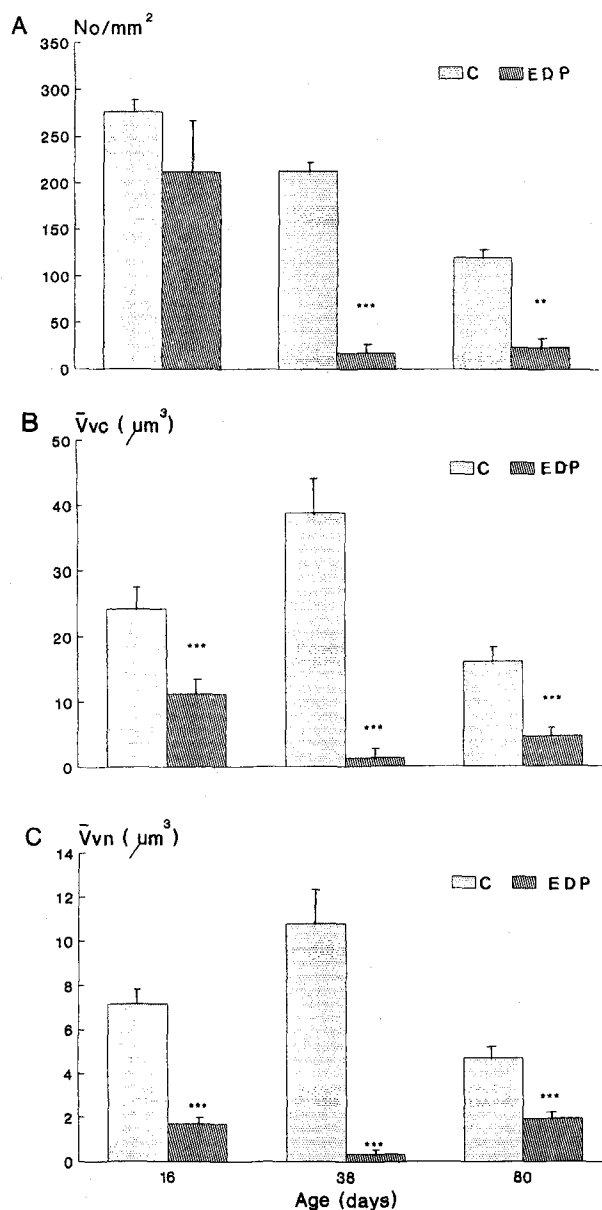 A No/mm²
C EDP
300
250
200
150
100
50
0
*** **
B V̄vc (µm³)
C EDP
50
40
30
20
10
0
*** *** ***
C V̄vn (µm³)
C EDP
14
12
10
8
6
4
2
0
*** *** ***
16 38 80
Age (days)